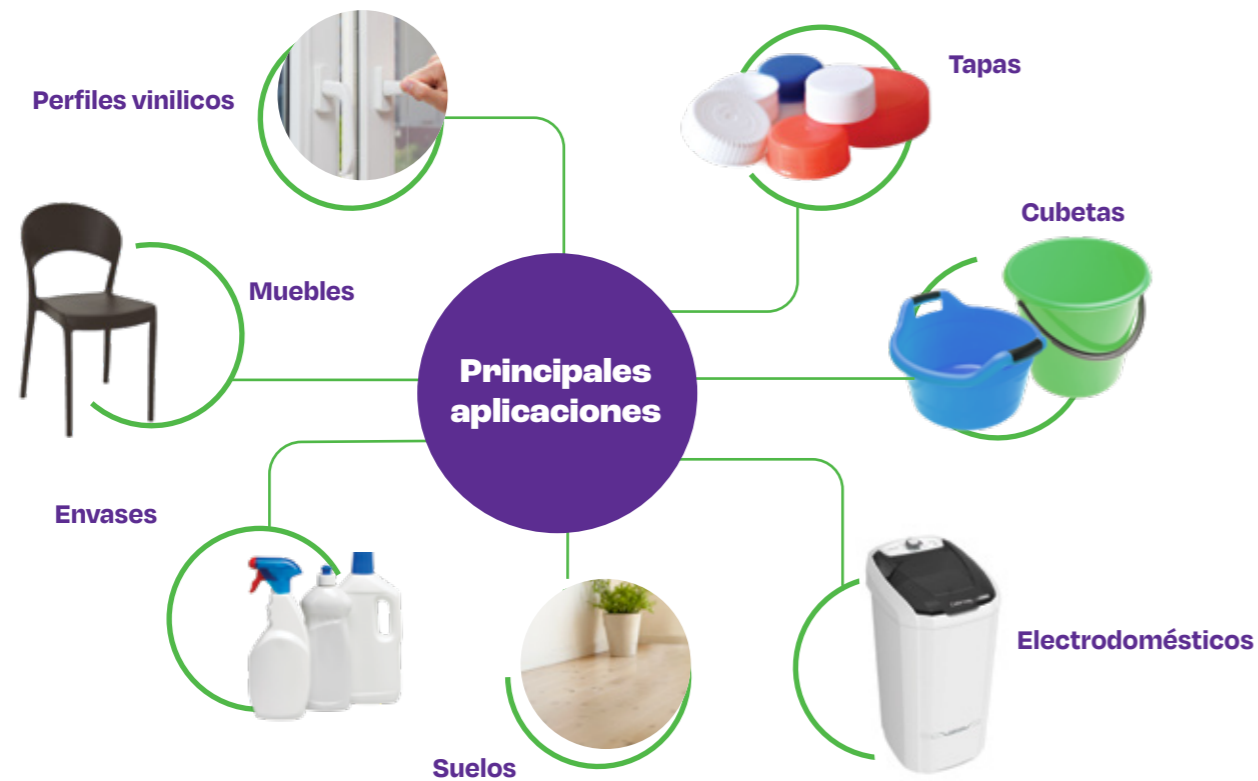 Perfiles vinilicos
Tapas
Cubetas
Muebles
Principales
aplicaciones
Envases
Electrodomésticos
Suelos